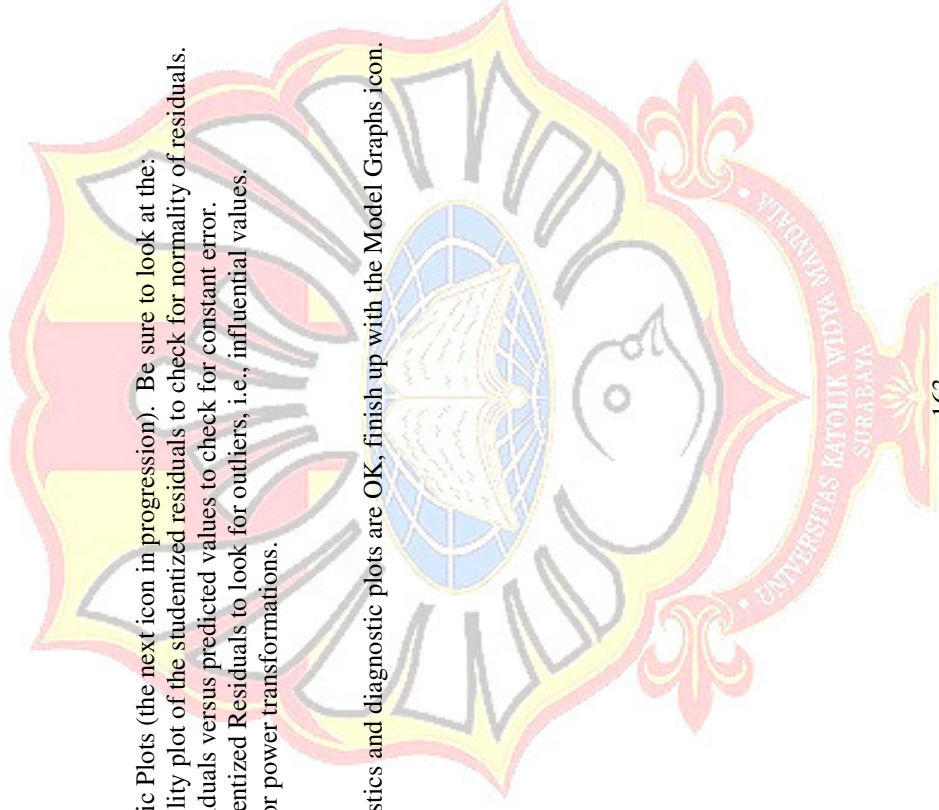 ic Plots (the next icon in progression). Be sure to look at the:
lity plot of the studentized residuals to check for normality of residuals.
duals versus predicted values to check for constant error.
entized Residuals to look for outliers, i.e., influential values.
or power transformations.
stics and diagnostic plots are OK, finish up with the Model Graphs icon.
UNIVERSITAS KATOLIK WIDYA MANDALA
SURABAYA